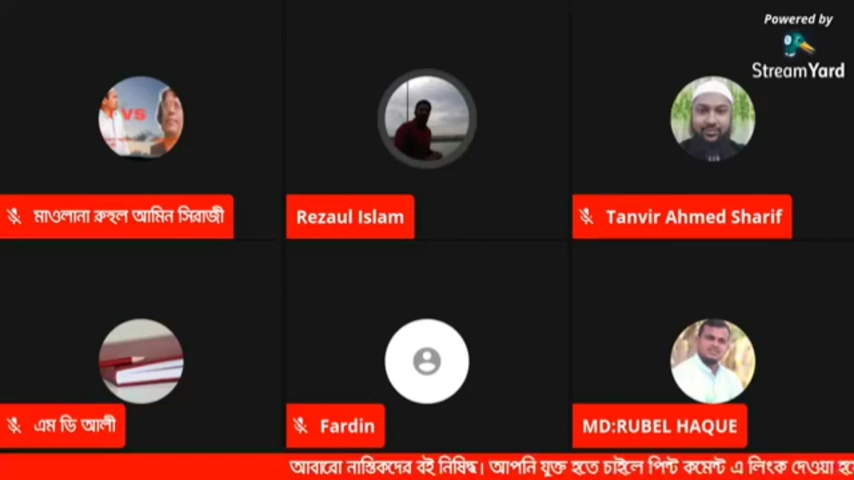 Powered by
StreamYard
VS
মাওলানা রুহুল আমিন সিরাজী
Rezaul Islam
Tanvir Ahmed Sharif
এম ডি আলী
Fardin
MD:RUBEL HAQUE
আবারো নাস্তিকদের বই নিষিদ্ধ। আপনি যুক্ত হতে চাইলে পিন্ট কমেন্ট এ লিংক দেওয়া